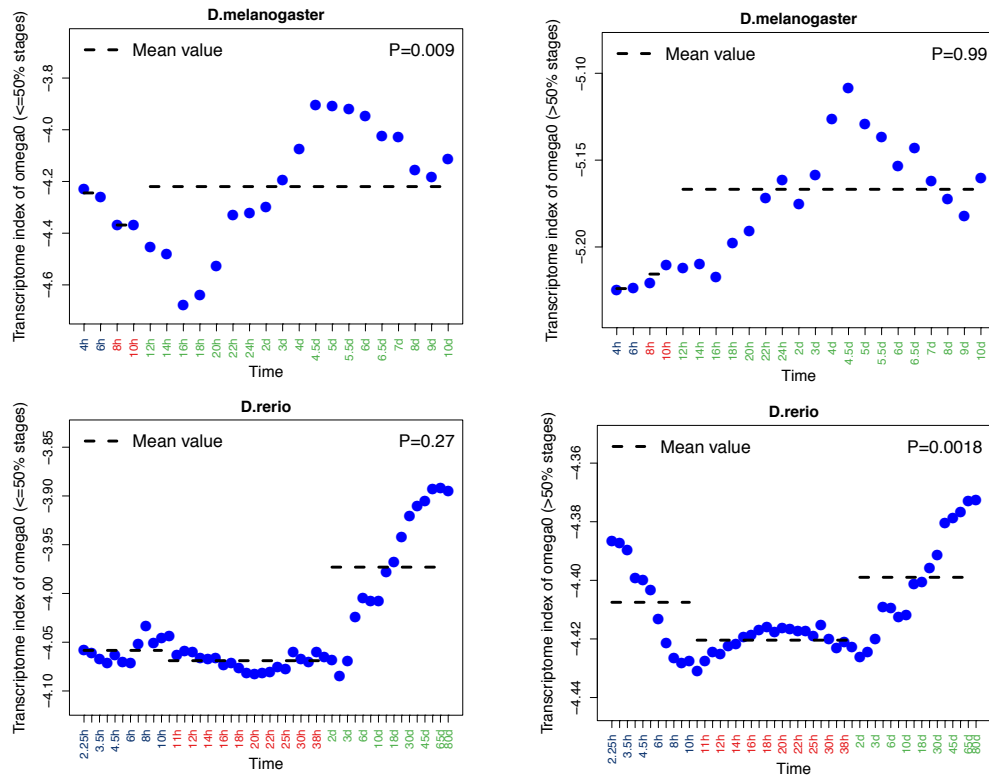 D.melanogaster
Mean value P=0.009
Transcriptome index of omega0 (<=50% stages)
−3.8
−4.0
−4.2
−4.4
−4.6
4h 6h 8h 10h 12h 14h 16h 18h 20h 22h 24h 2d 3d 4d 4.5d 5d 5.5d 6d 6.5d 7d 8d 9d 10d
Time
D.melanogaster
Mean value P=0.99
Transcriptome index of omega0 (>50% stages)
−5.10
−5.15
−5.20
4h 6h 8h 10h 12h 14h 16h 18h 20h 22h 24h 2d 3d 4d 4.5d 5d 5.5d 6d 6.5d 7d 8d 9d 10d
Time
D.rerio
Mean value P=0.27
Transcriptome index of omega0 (<=50% stages)
−3.85
−3.90
−3.95
−4.00
−4.05
−4.10
2.25h 3.5h 4.5h 6h 8h 10h 11h 12h 14h 16h 18h 20h 22h 25h 30h 38h 2d 3d 6d 10d 18d 30d 45d 65d 80d
Time
D.rerio
Mean value P=0.0018
Transcriptome index of omega0 (>50% stages)
−4.36
−4.38
−4.40
−4.42
−4.44
2.25h 3.5h 4.5h 6h 8h 10h 11h 12h 14h 16h 18h 20h 22h 25h 30h 38h 2d 3d 6d 10d 18d 30d 45d 65d 80d
Time